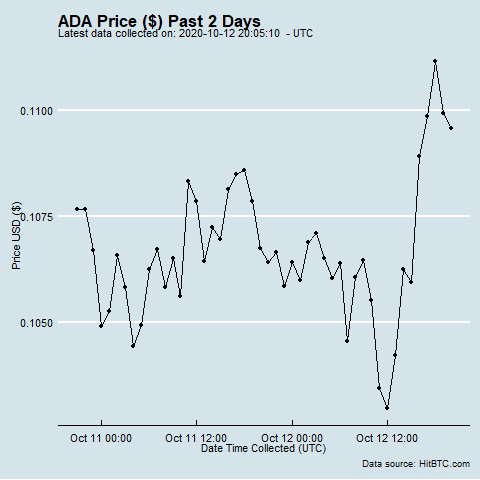 ADA Price ($) Past 2 Days
Latest data collected on: 2020-10-12 20:05:10 - UTC
0.1100
0.1075
0.1050
Price USD ($)
Oct 11 00:00
Oct 11 12:00
Oct 12 00:00
Oct 12 12:00
Date Time Collected (UTC)
Data source: HitBTC.com